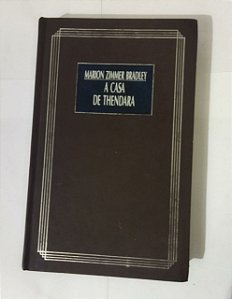 MARION ZIMMER BRADLEY
A CASA
DE THENDARA